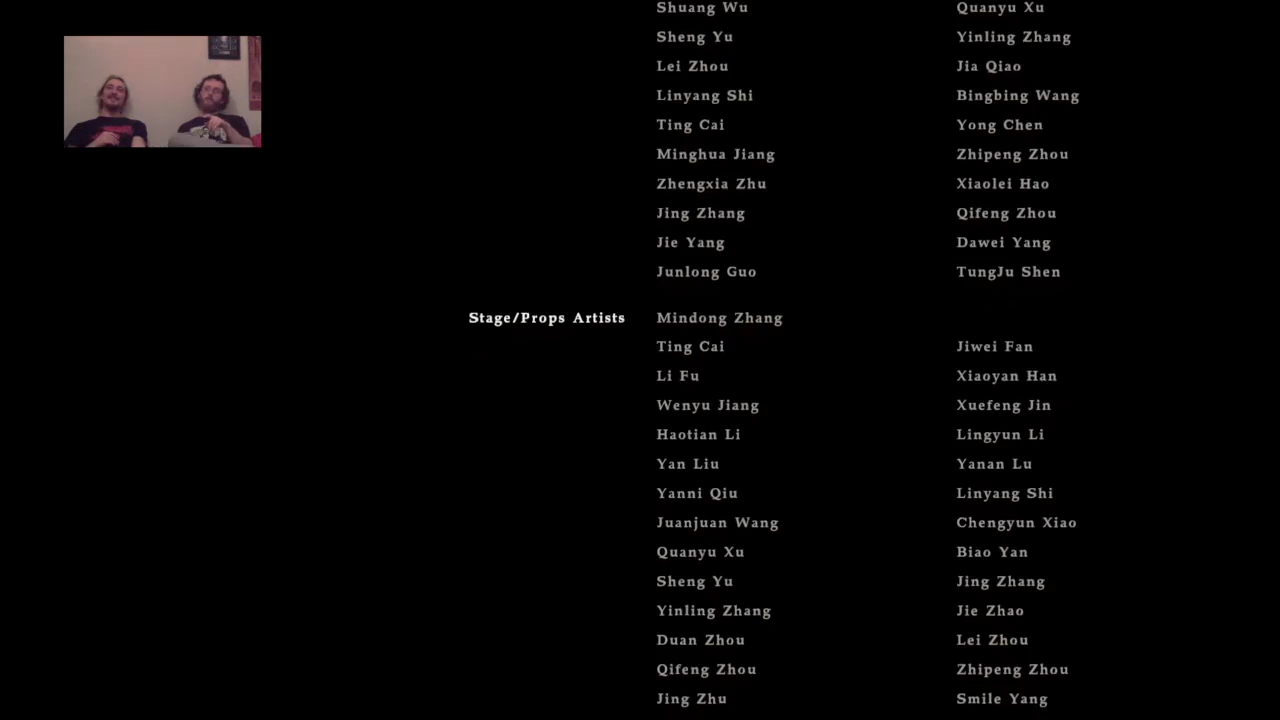 Shuang Wu Quanyu Xu
Sheng Yu Yinling Zhang
Lei Zhou Jia Qiao
Linyang Shi Bingbing Wang
Ting Cai Yong Chen
Minghua Jiang Zhipeng Zhou
Zhengxia Zhu Xiaolei Hao
Jing Zhang Qifeng Zhou
Jie Yang Dawei Yang
Junlong Guo TungJu Shen
Stage/Props Artists Mindong Zhang
Ting Cai Jiwei Fan
Li Fu Xiaoyan Han
Wenyu Jiang Xuefeng Jin
Haotian Li Lingyun Li
Yan Liu Yanan Lu
Yanni Qiu Linyang Shi
Juanjuan Wang Chengyun Xiao
Quanyu Xu Biao Yan
Sheng Yu Jing Zhang
Yinling Zhang Jie Zhao
Duan Zhou Lei Zhou
Qifeng Zhou Zhipeng Zhou
Jing Zhu Smile Yang